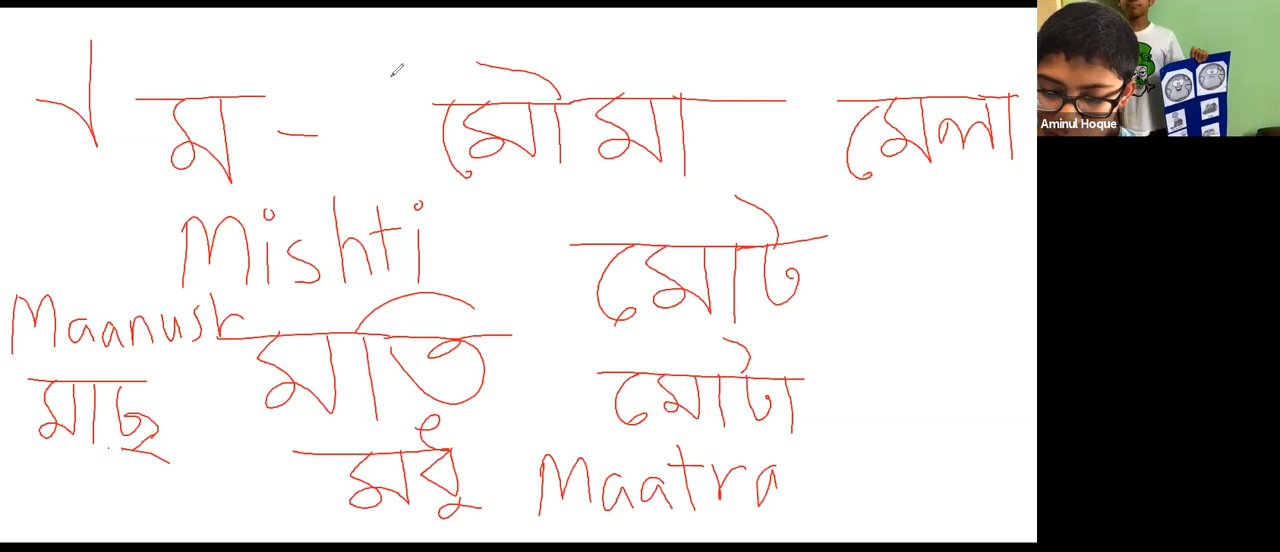 ম - মৌমা মেলা
Aminul Hoque
Mishti মোট
Maanush মতি
মাছ মোটা
মধু Maatra